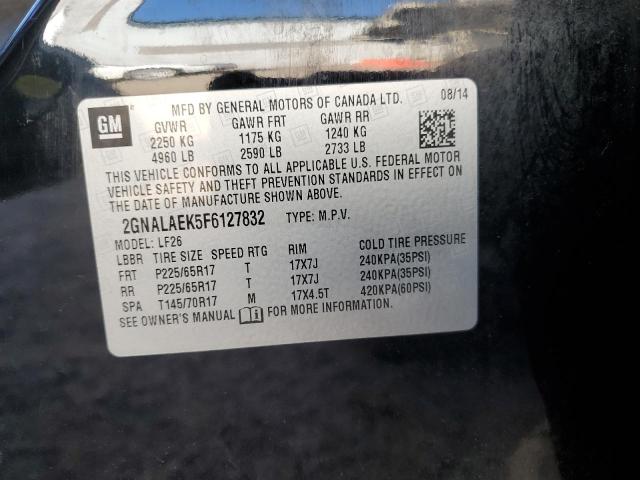 MFD BY GENERAL MOTORS OF CANADA LTD. 08/14
GM
GVWR GAWR FRT GAWR RR
2250 KG 1175 KG 1240 KG
4960 LB 2590 LB 2733 LB
THIS VEHICLE CONFORMS TO ALL APPLICABLE U.S. FEDERAL MOTOR
VEHICLE SAFETY AND THEFT PREVENTION STANDARDS IN EFFECT ON
THE DATE OF MANUFACTURE SHOWN ABOVE.
2GNALAEK5F6127832 TYPE: M.P.V.
MODEL: LF26
LBBR TIRE SIZE SPEED RTG RIM COLD TIRE PRESSURE
FRT P225/65R17 T 17X7J 240KPA(35PSI)
RR P225/65R17 T 17X7J 240KPA(35PSI)
SPA T145/70R17 M 17X4.5T 420KPA(60PSI)
SEE OWNER'S MANUAL FOR MORE INFORMATION.